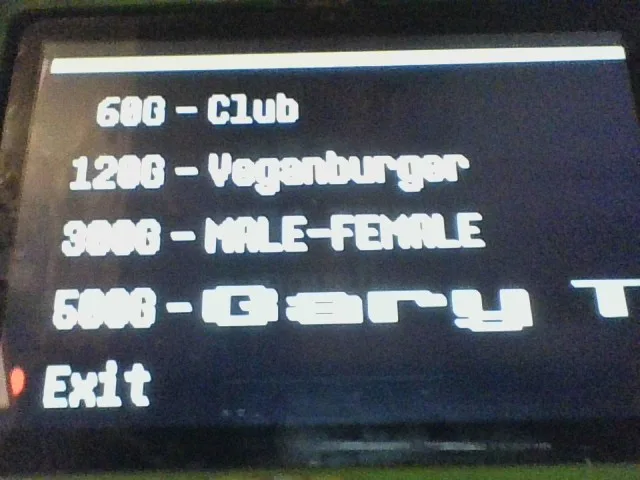 60G - Club
120G - Veganburger
300G - MALE-FEMALE
500G - Gary T
Exit